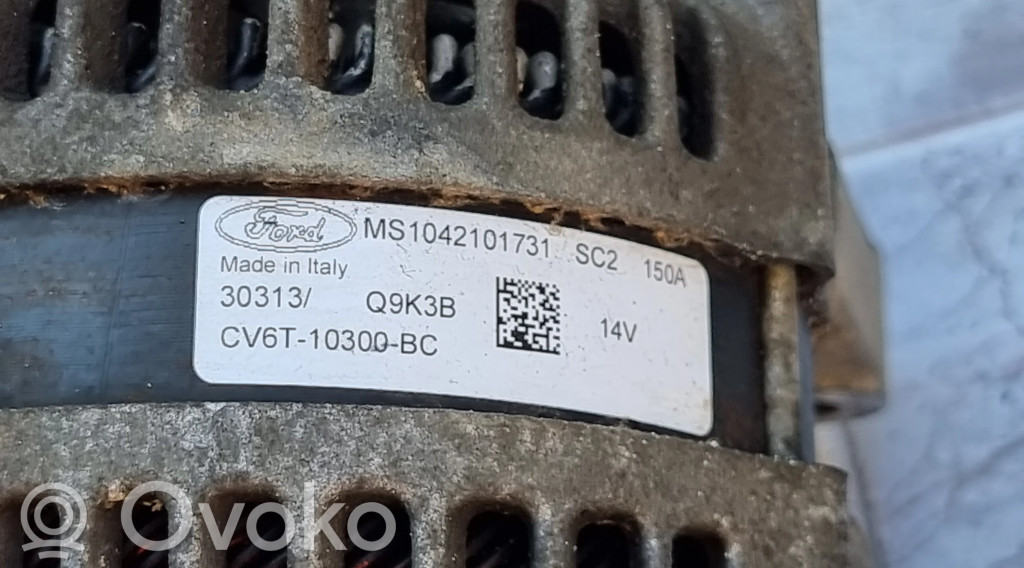 Ford MS1042101731 SC2 150A
Made in Italy
30313/ Q9K3B 14V
CV6T-10300-BC
Ovoko